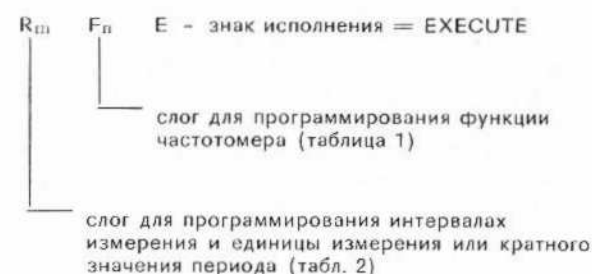 Rm Fn E - знак исполнения = EXECUTE
слог для программирования функции
частотомера (таблица 1)
слог для программирования интервалах
измерения и единицы измерения или кратного
значения периода (табл. 2)